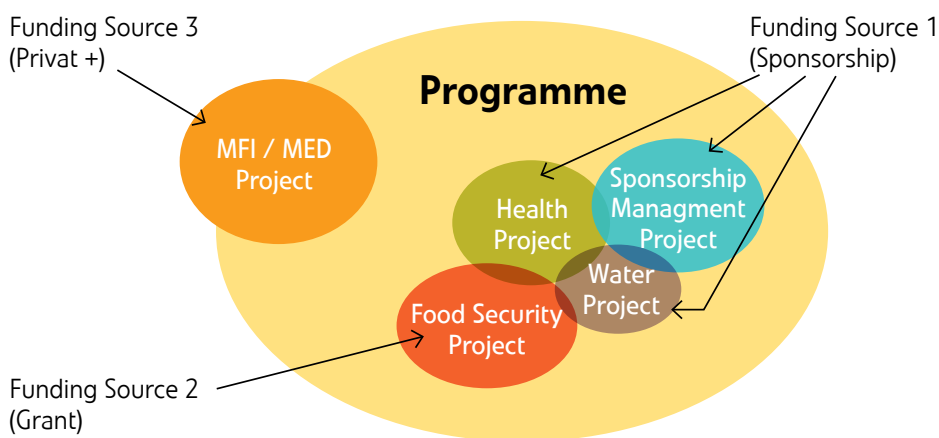 Funding Source 3
(Privat +)
Funding Source 1
(Sponsorship)
Programme
MFI / MED
Project
Sponsorship
Managment
Project
Health
Project
Water
Project
Food Security
Project
Funding Source 2
(Grant)